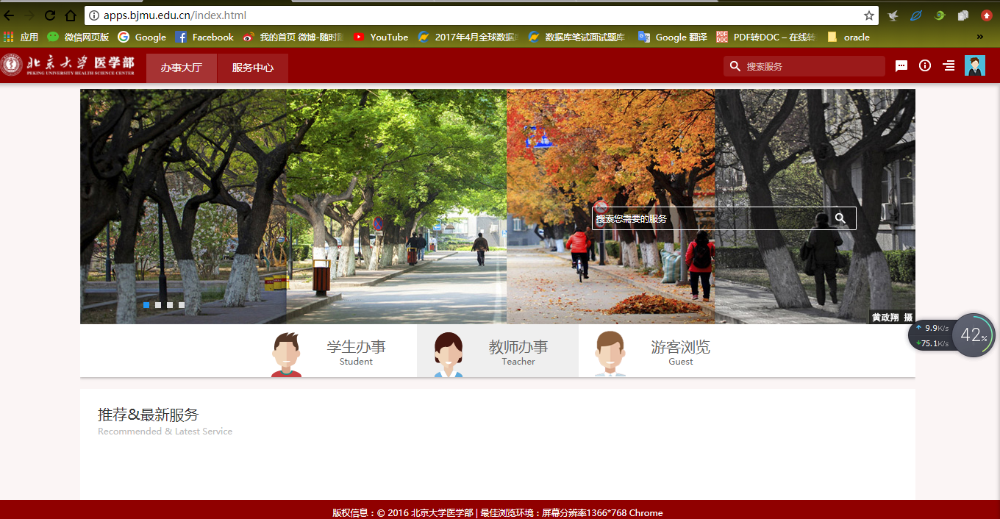 apps.bjmu.edu.cn/index.html
应用 微信网页版 Google Facebook 我的首页 微博-随时 YouTube 2017年4月全球数据 数据库笔试面试题库 Google 翻译 PDF转DOC – 在线转 oracle »
北京大学 医学部 办事大厅 服务中心 搜索服务
PEKING UNIVERSITY HEALTH SCIENCE CENTER
搜索您需要的服务
黄政翔 摄
9.9K/s
75.1K/s
42%
学生办事 教师办事 游客浏览
Student Teacher Guest
推荐&最新服务
Recommended & Latest Service
版权信息：© 2016 北京大学医学部 | 最佳浏览环境：屏幕分辨率1366*768 Chrome